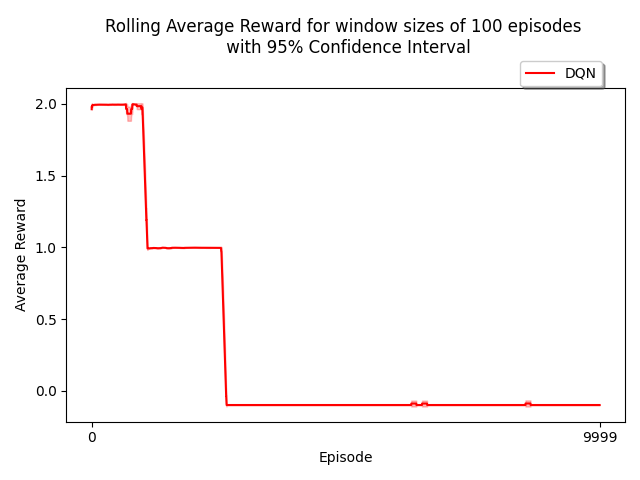 Rolling Average Reward for window sizes of 100 episodes
with 95% Confidence Interval
DQN
2.0
1.5
1.0
0.5
0.0
Average Reward
0
9999
Episode